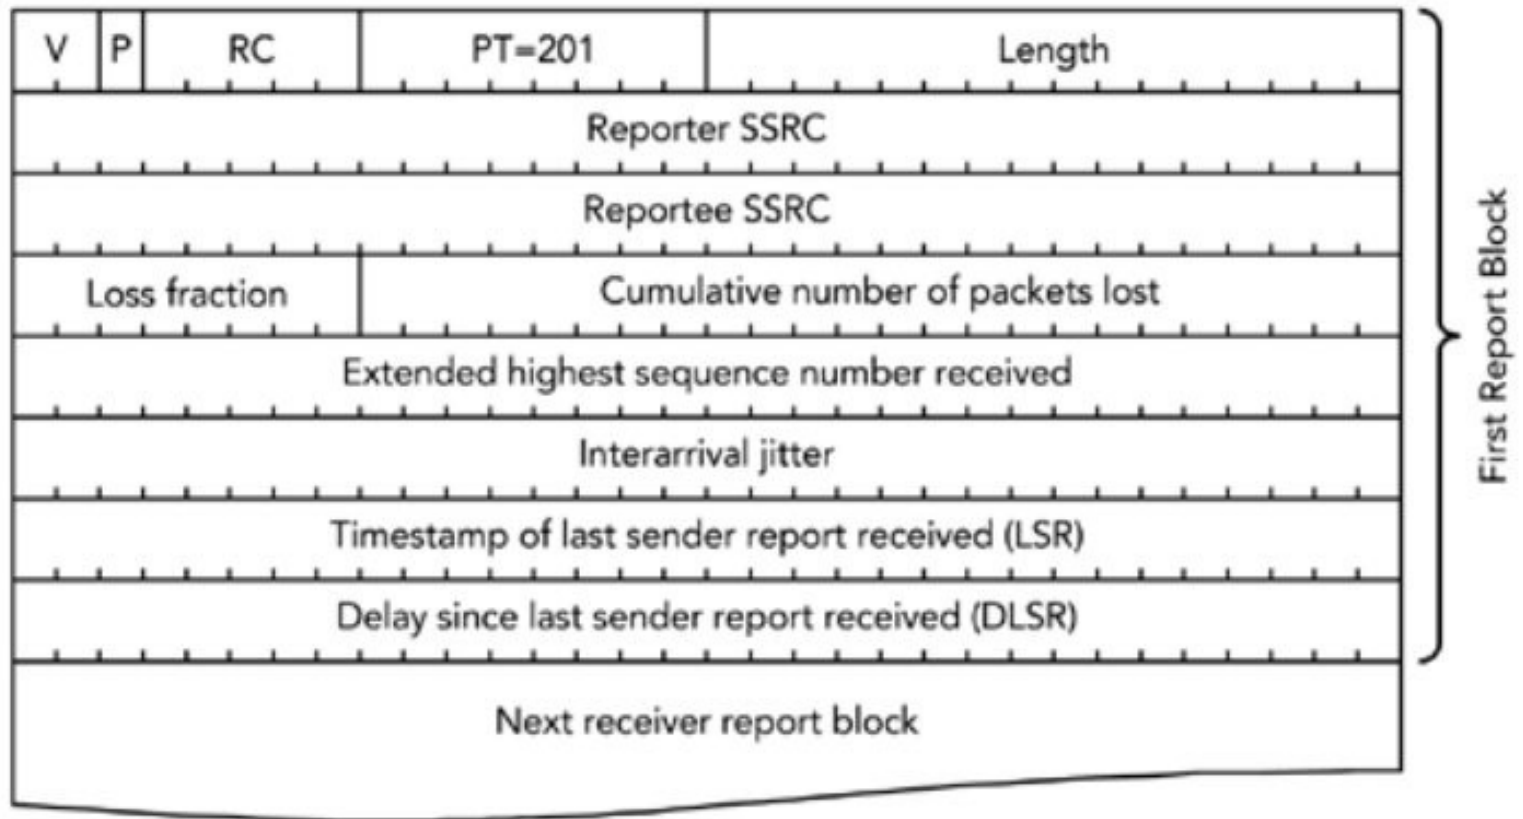 V P RC PT=201 Length
Reporter SSRC
Reportee SSRC
Loss fraction Cumulative number of packets lost
Extended highest sequence number received
Interarrival jitter
Timestamp of last sender report received (LSR)
Delay since last sender report received (DLSR)
Next receiver report block
First Report Block